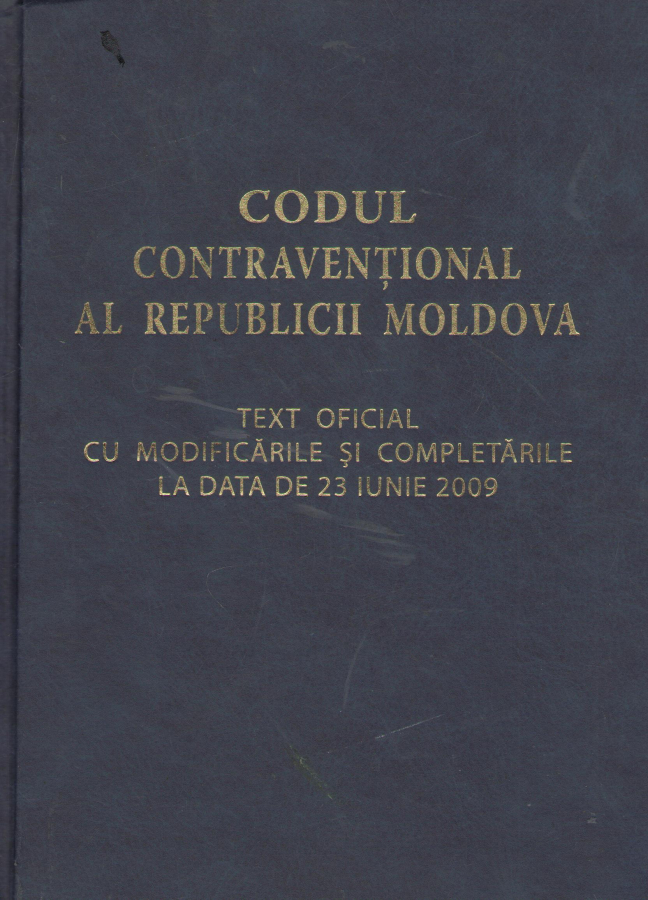 CODUL
CONTRAVENȚIONAL
AL REPUBLICII MOLDOVA
TEXT OFICIAL
CU MODIFICĂRILE ȘI COMPLETĂRILE
LA DATA DE 23 IUNIE 2009